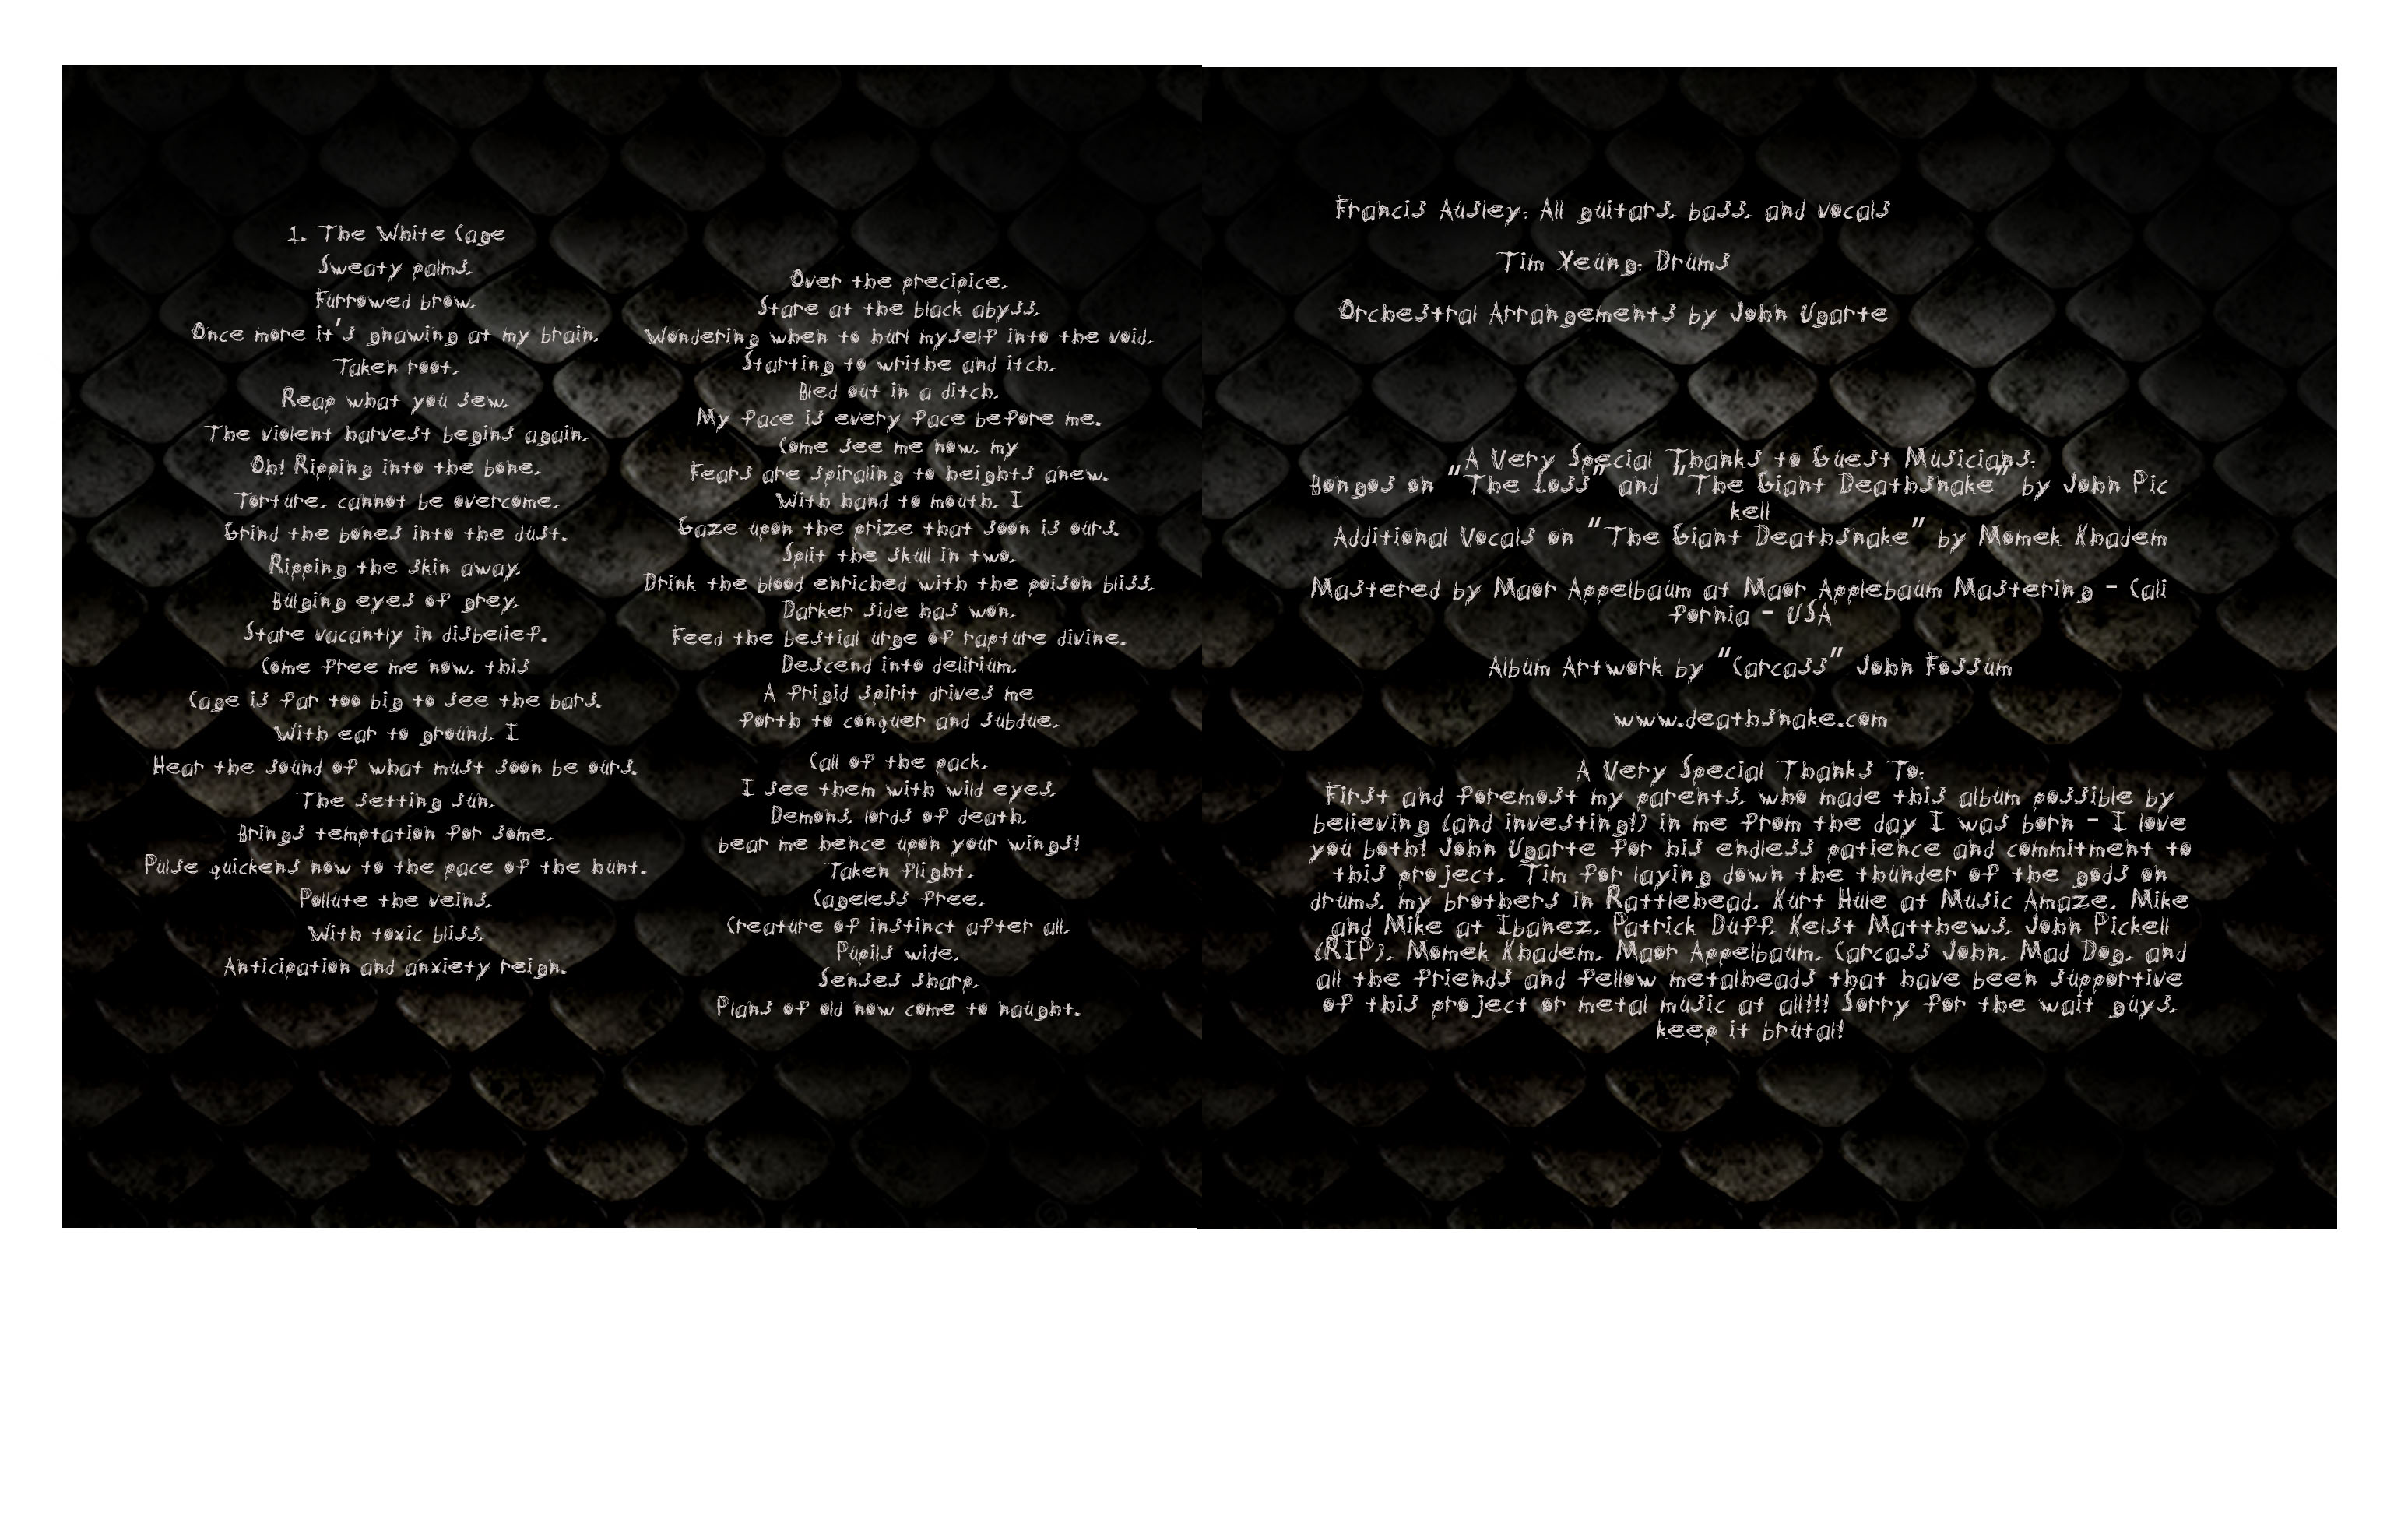 1. The White Cage
Sweaty palms,
Furrowed brow,
Once more it's gnawing at my brain,
Taken root,
Reap what you sew,
The violent harvest begins again,
Oh! Ripping into the bone,
Torture, cannot be overcome,
Grind the bones into the dust.
Ripping the skin away,
Bulging eyes of grey,
Stare vacantly in disbelief.
Come free me now, this
Cage is far too big to see the bars.
With ear to ground, I
Hear the sound of what must soon be ours.
The setting sun,
Brings temptation for some,
Pulse quickens now to the pace of the hunt.
Pollute the veins,
With toxic bliss,
Anticipation and anxiety reign.
Over the precipice,
Stare at the black abyss,
Wondering when to hurl myself into the void,
Starting to writhe and itch,
Bled out in a ditch,
My face is every face before me.
Come see me now, my
Fears are spiraling to heights anew.
With hand to mouth, I
Gaze upon the prize that soon is ours.
Split the skull in two,
Drink the blood enriched with the poison bliss,
Darker side has won,
Feed the bestial urge of rapture divine.
Descend into delirium,
A frigid spirit drives me
forth to conquer and subdue,
Call of the pack,
I see them with wild eyes,
Demons, lords of death,
bear me hence upon your wings!
Taken flight,
Cageless free,
Creature of instinct after all,
Pupils wide,
Senses sharp,
Plans of old now come to naught.
Francis Ausley: All guitars, bass, and vocals
Tim Yeung: Drums
Orchestral Arrangements by John Ugarte
A Very Special Thanks to Guest Musicians:
Bongos on "The Loss" and "The Giant Deathsnake" by John Pic
kell
Additional Vocals on "The Giant Deathsnake" by Momek Khadem
Mastered by Maor Appelbaum at Maor Applebaum Mastering - Cali
fornia - USA
Album Artwork by "Carcass" John Fossum
www.deathsnake.com
A Very Special Thanks To:
First and foremost my parents, who made this album possible by
believing (and investing!) in me from the day I was born - I love
you both! John Ugarte for his endless patience and commitment to
this project, Tim for laying down the thunder of the gods on
drums, my brothers in Rattlehead, Kurt Hule at Music Amaze, Mike
and Mike at Ibanez, Patrick Duff, Kelst Matthews, John Pickell
(RIP), Momek Khadem, Maor Appelbaum, Carcass John, Mad Dog, and
all the friends and fellow metalheads that have been supportive
of this project or metal music at all!!! Sorry for the wait guys,
keep it brutal!